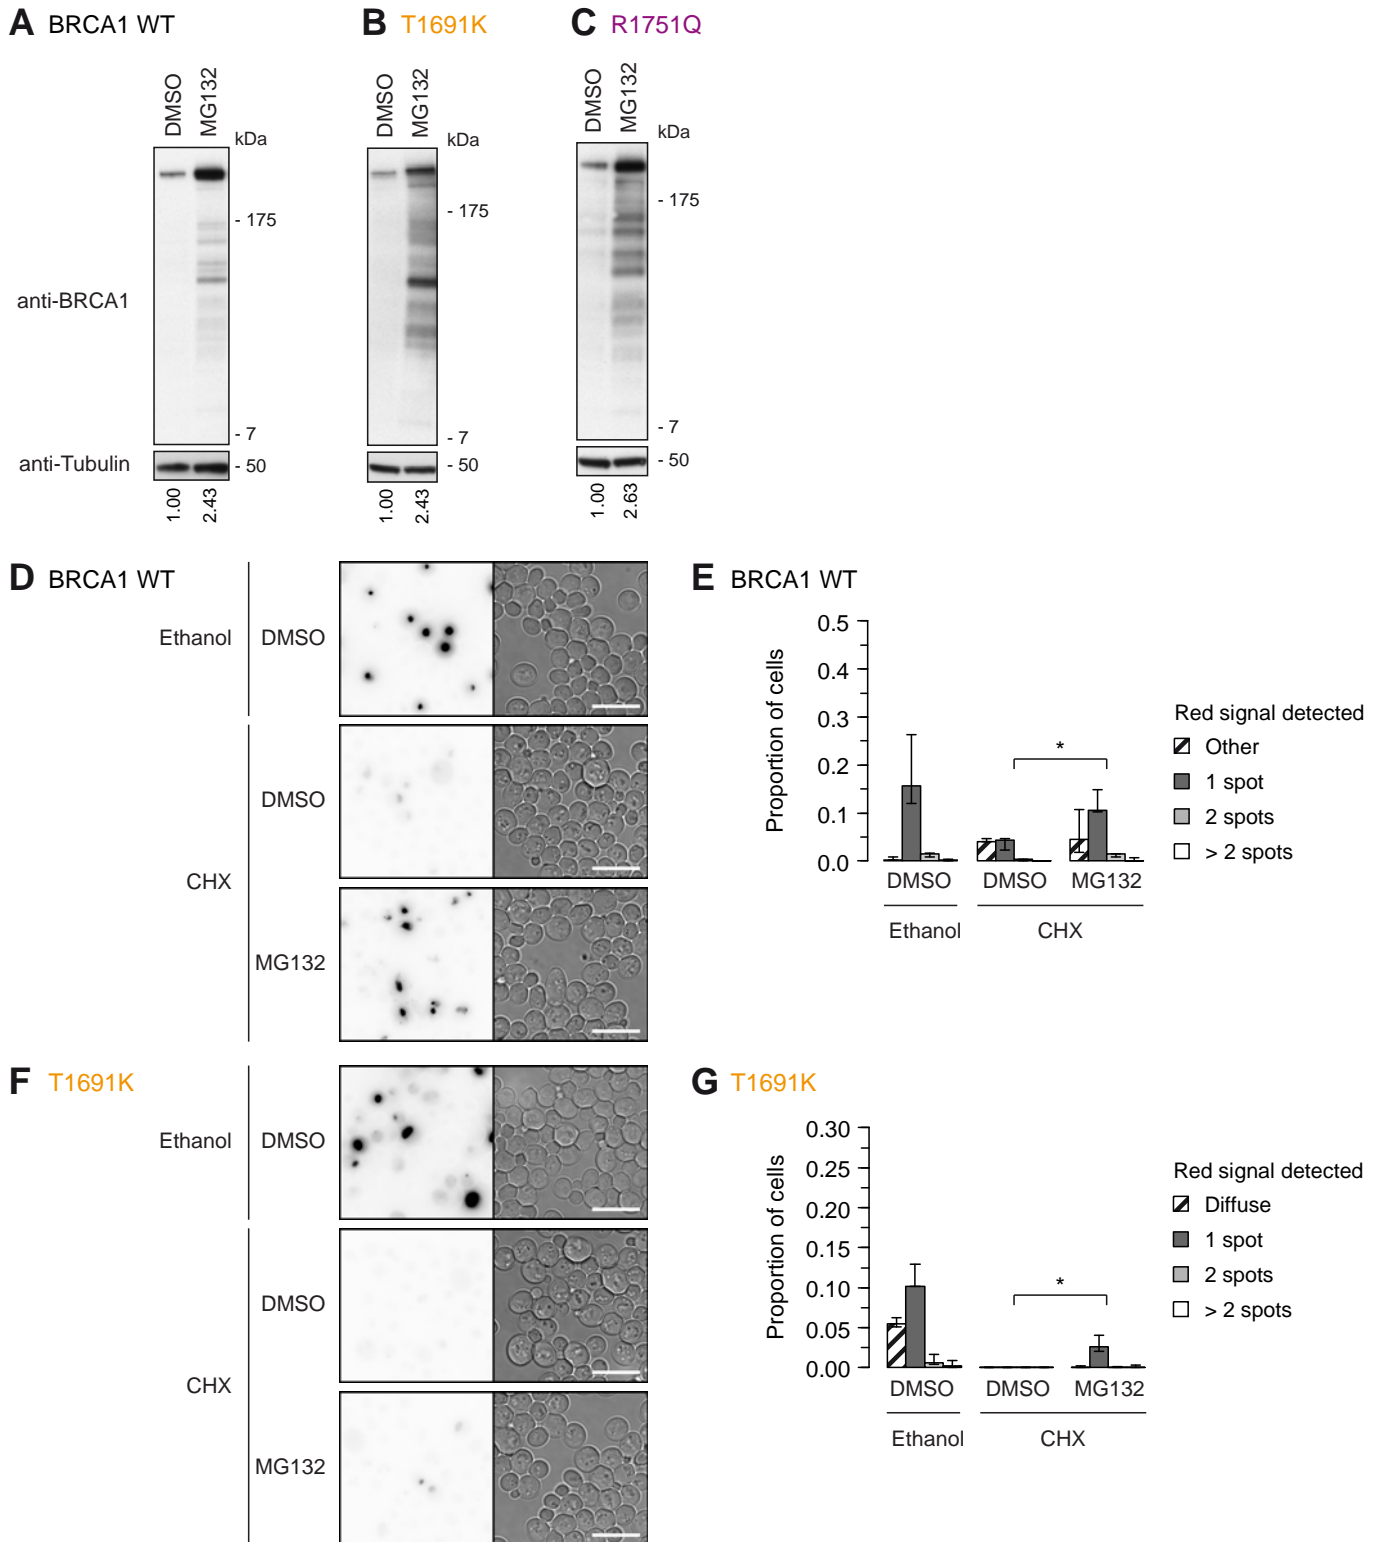 A BRCA1 WT
B T1691K
C R1751Q
DMSO
MG132
kDa
DMSO
MG132
kDa
DMSO
MG132
kDa
- 175
- 175
- 175
anti-BRCA1
- 7
- 7
- 7
anti-Tubulin
- 50
- 50
- 50
1.00
2.43
1.00
2.43
1.00
2.63
D BRCA1 WT
Ethanol
DMSO
CHX
DMSO
MG132
E BRCA1 WT
Proportion of cells
0.5
0.4
0.3
0.2
0.1
0.0
*
DMSO
DMSO
MG132
Ethanol
CHX
Red signal detected
Other
1 spot
2 spots
> 2 spots
F T1691K
Ethanol
DMSO
CHX
DMSO
MG132
G T1691K
Proportion of cells
0.30
0.25
0.20
0.15
0.10
0.05
0.00
*
DMSO
DMSO
MG132
Ethanol
CHX
Red signal detected
Diffuse
1 spot
2 spots
> 2 spots